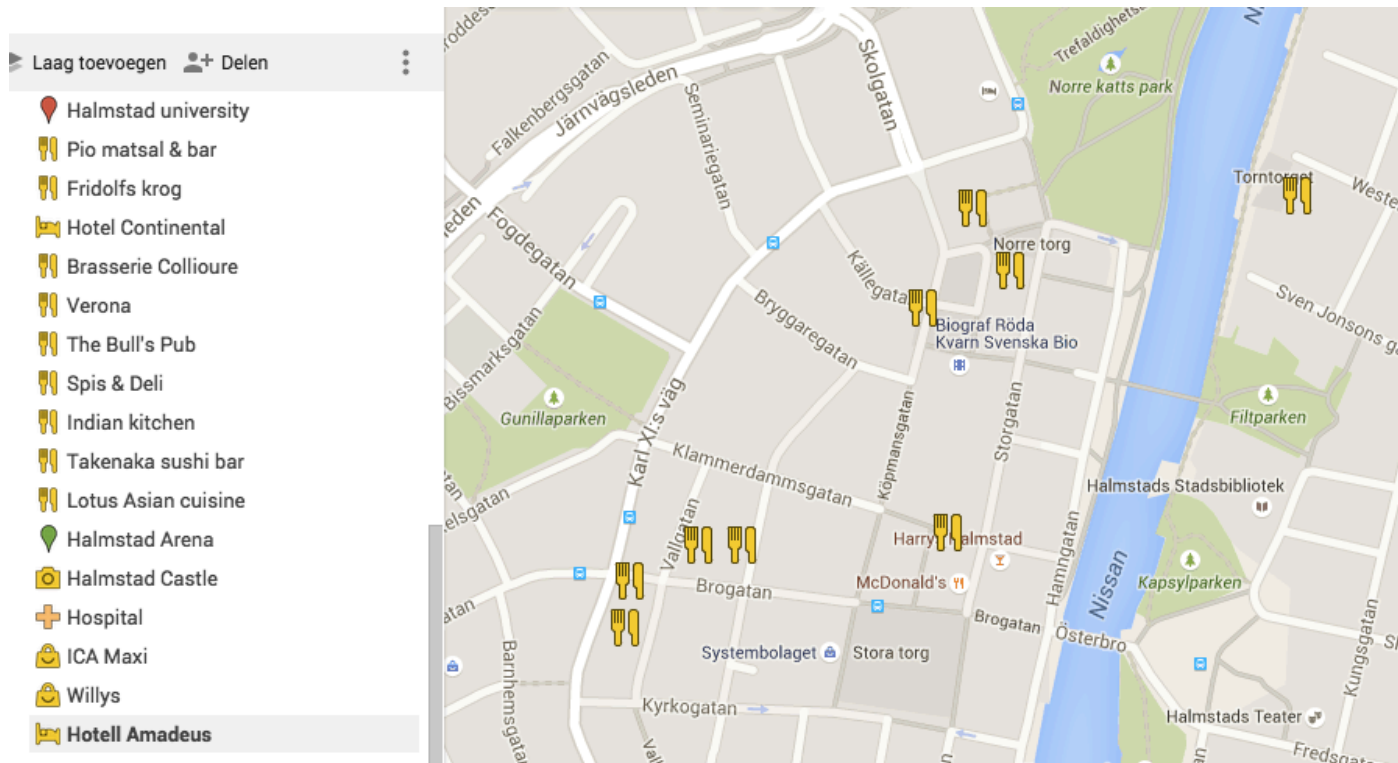 Laag toevoegen Delen
Halmstad university
Pio matsal & bar
Fridolfs krog
Hotel Continental
Brasserie Collioure
Verona
The Bull's Pub
Spis & Deli
Indian kitchen
Takenaka sushi bar
Lotus Asian cuisine
Halmstad Arena
Halmstad Castle
Hospital
ICA Maxi
Willys
Hotell Amadeus
Falkenbergsgatan
Järnvägsleden
Seminariegatan
Skolgatan
Trefaldighets
Norre katts park
Torntorget
Fogdegatan
Norre torg
Källegatan
Sven Jonsons
Bissmarksgatan
Bryggaregatan
Biograf Röda
Kvarn Svenska Bio
Gunillaparken
Karl XI:s väg
Storgatan
Filtparken
Köpmansgatan
Klammerdammsgatan
Halmstads Stadsbibliotek
Vallgatan
Harry Halmstad
Hamngatan
Nissan
McDonald's
Kapsylparken
Brogatan
Brogatan
Österbro
Systembolaget
Stora torg
Barnhemsgatan
Kungsgatan
Kyrkogatan
Halmstads Teater